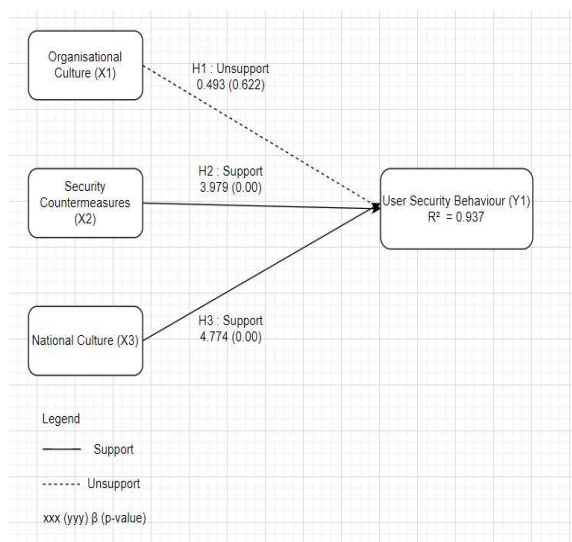 Organisational
Culture (X1)
H1 : Unsupport
0.493 (0.622)
Security
Countermeasures
(X2)
H2 : Support
3.979 (0.00)
User Security Behaviour (Y1)
R² = 0.937
National Culture (X3)
H3 : Support
4.774 (0.00)
Legend
Support
Unsupport
xxx (yyy) β (p-value)